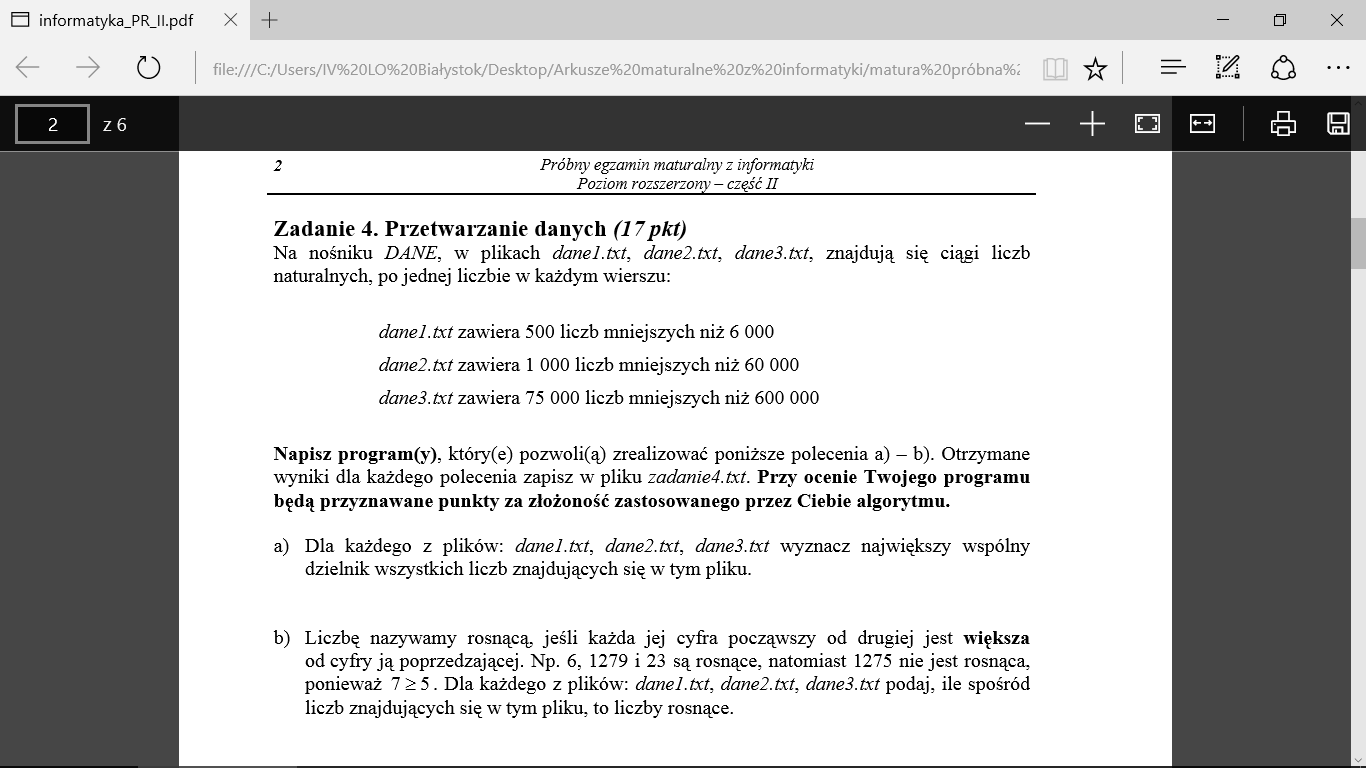 informatyka_PR_II.pdf
file:///C:/Users/IV%20LO%20Białystok/Desktop/Arkusze%20maturalne%20z%20informatyki/matura%20próbna%2
2 z 6
2 Próbny egzamin maturalny z informatyki
Poziom rozszerzony – część II
Zadanie 4. Przetwarzanie danych (17 pkt)
Na nośniku DANE, w plikach dane1.txt, dane2.txt, dane3.txt, znajdują się ciągi liczb
naturalnych, po jednej liczbie w każdym wierszu:
dane1.txt zawiera 500 liczb mniejszych niż 6 000
dane2.txt zawiera 1 000 liczb mniejszych niż 60 000
dane3.txt zawiera 75 000 liczb mniejszych niż 600 000
Napisz program(y), który(e) pozwoli(ą) zrealizować poniższe polecenia a) – b). Otrzymane
wyniki dla każdego polecenia zapisz w pliku zadanie4.txt. Przy ocenie Twojego programu
będą przyznawane punkty za złożoność zastosowanego przez Ciebie algorytmu.
a) Dla każdego z plików: dane1.txt, dane2.txt, dane3.txt wyznacz największy wspólny
dzielnik wszystkich liczb znajdujących się w tym pliku.
b) Liczbę nazywamy rosnącą, jeśli każda jej cyfra począwszy od drugiej jest większa
od cyfry ją poprzedzającej. Np. 6, 1279 i 23 są rosnące, natomiast 1275 nie jest rosnąca,
ponieważ 7 ≥ 5. Dla każdego z plików: dane1.txt, dane2.txt, dane3.txt podaj, ile spośród
liczb znajdujących się w tym pliku, to liczby rosnące.